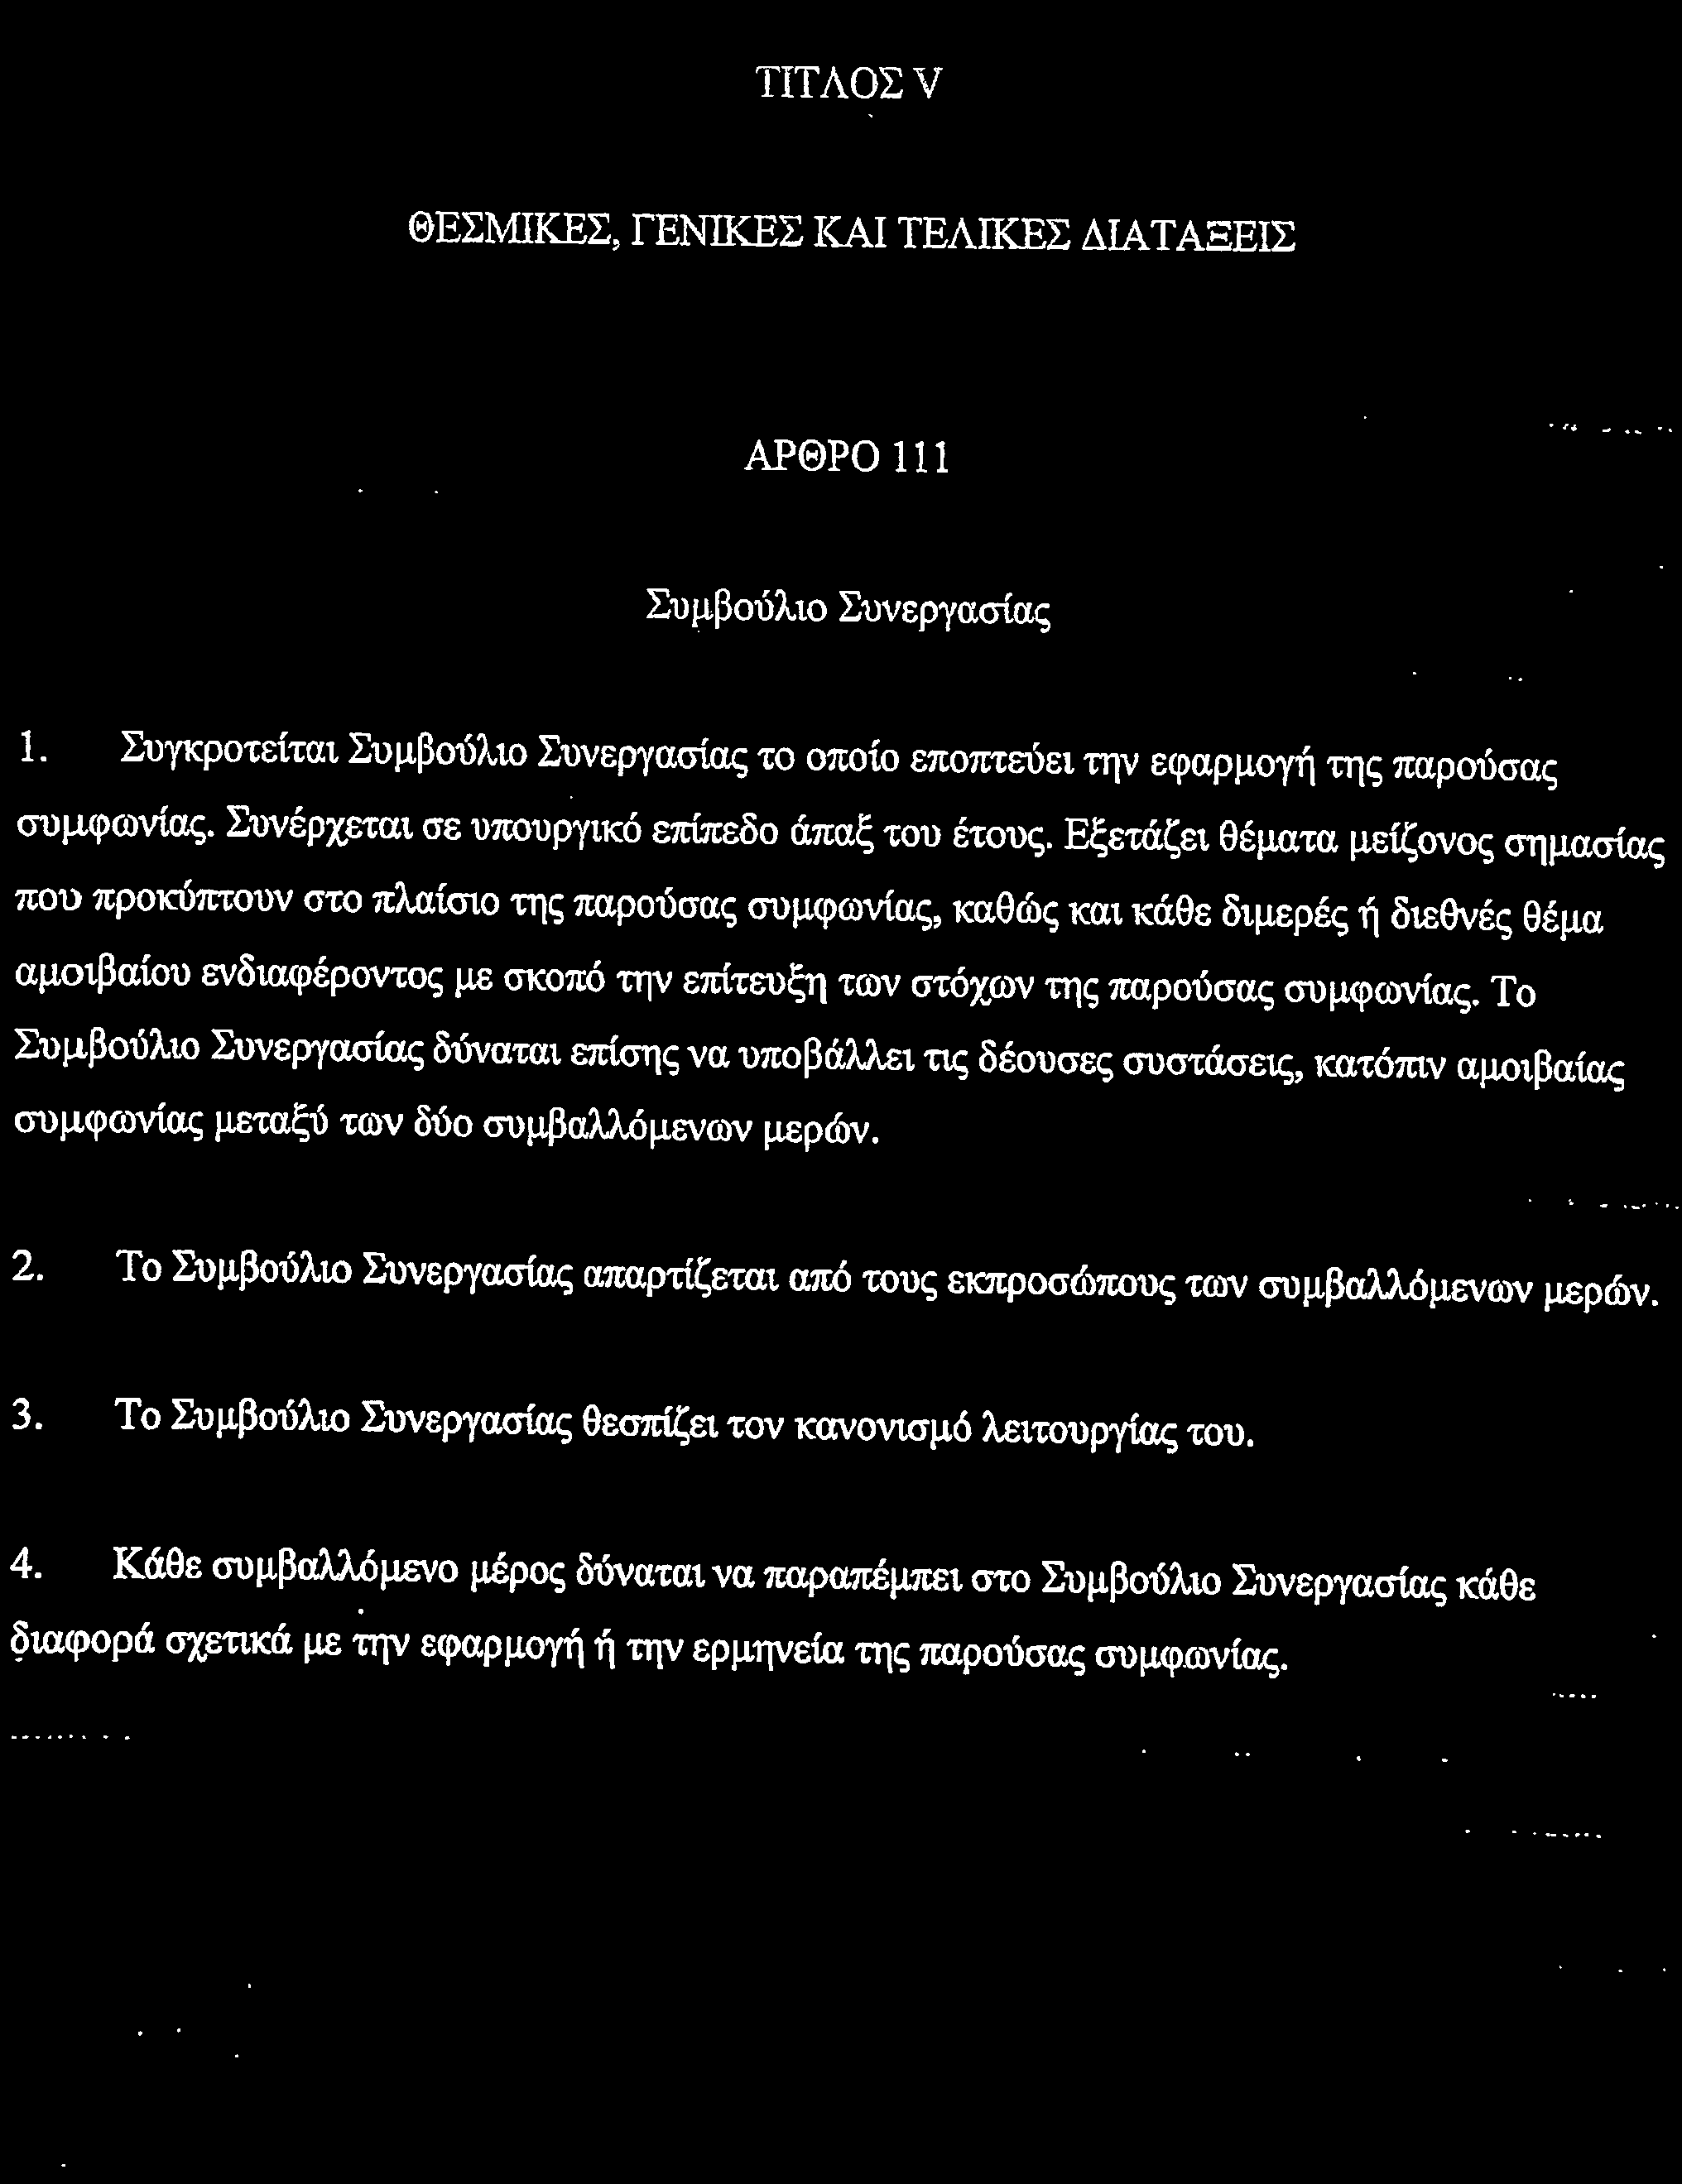 ΤΙΤΛΟΣ V
ΘΕΣΜΙΚΕΣ, ΓΕΝΙΚΕΣ ΚΑΙ ΤΕΛΙΚΕΣ ΔΙΑΤΑΞΕΙΣ
ΑΡΘΡΟ 111
Συμβούλιο Συνεργασίας
1. Συγκροτείται Συμβούλιο Συνεργασίας το οποίο εποπτεύει την εφαρμογή της παρούσας
συμφωνίας. Συνέρχεται σε υπουργικό επίπεδο άπαξ του έτους. Εξετάζει θέματα μείζονος σημασίας
που προκύπτουν στο πλαίσιο της παρούσας συμφωνίας, καθώς και κάθε διμερές ή διεθνές θέμα
αμοιβαίου ενδιαφέροντος με σκοπό την επίτευξη των στόχων της παρούσας συμφωνίας. Το
Συμβούλιο Συνεργασίας δύναται επίσης να υποβάλλει τις δέουσες συστάσεις, κατόπιν αμοιβαίας
συμφωνίας μεταξύ των δύο συμβαλλόμενων μερών.
2. Το Συμβούλιο Συνεργασίας απαρτίζεται από τους εκπροσώπους των συμβαλλόμενων μερών.
3. Το Συμβούλιο Συνεργασίας θεσπίζει τον κανονισμό λειτουργίας του.
4. Κάθε συμβαλλόμενο μέρος δύναται να παραπέμπει στο Συμβούλιο Συνεργασίας κάθε
διαφορά σχετικά με την εφαρμογή ή την ερμηνεία της παρούσας συμφωνίας.